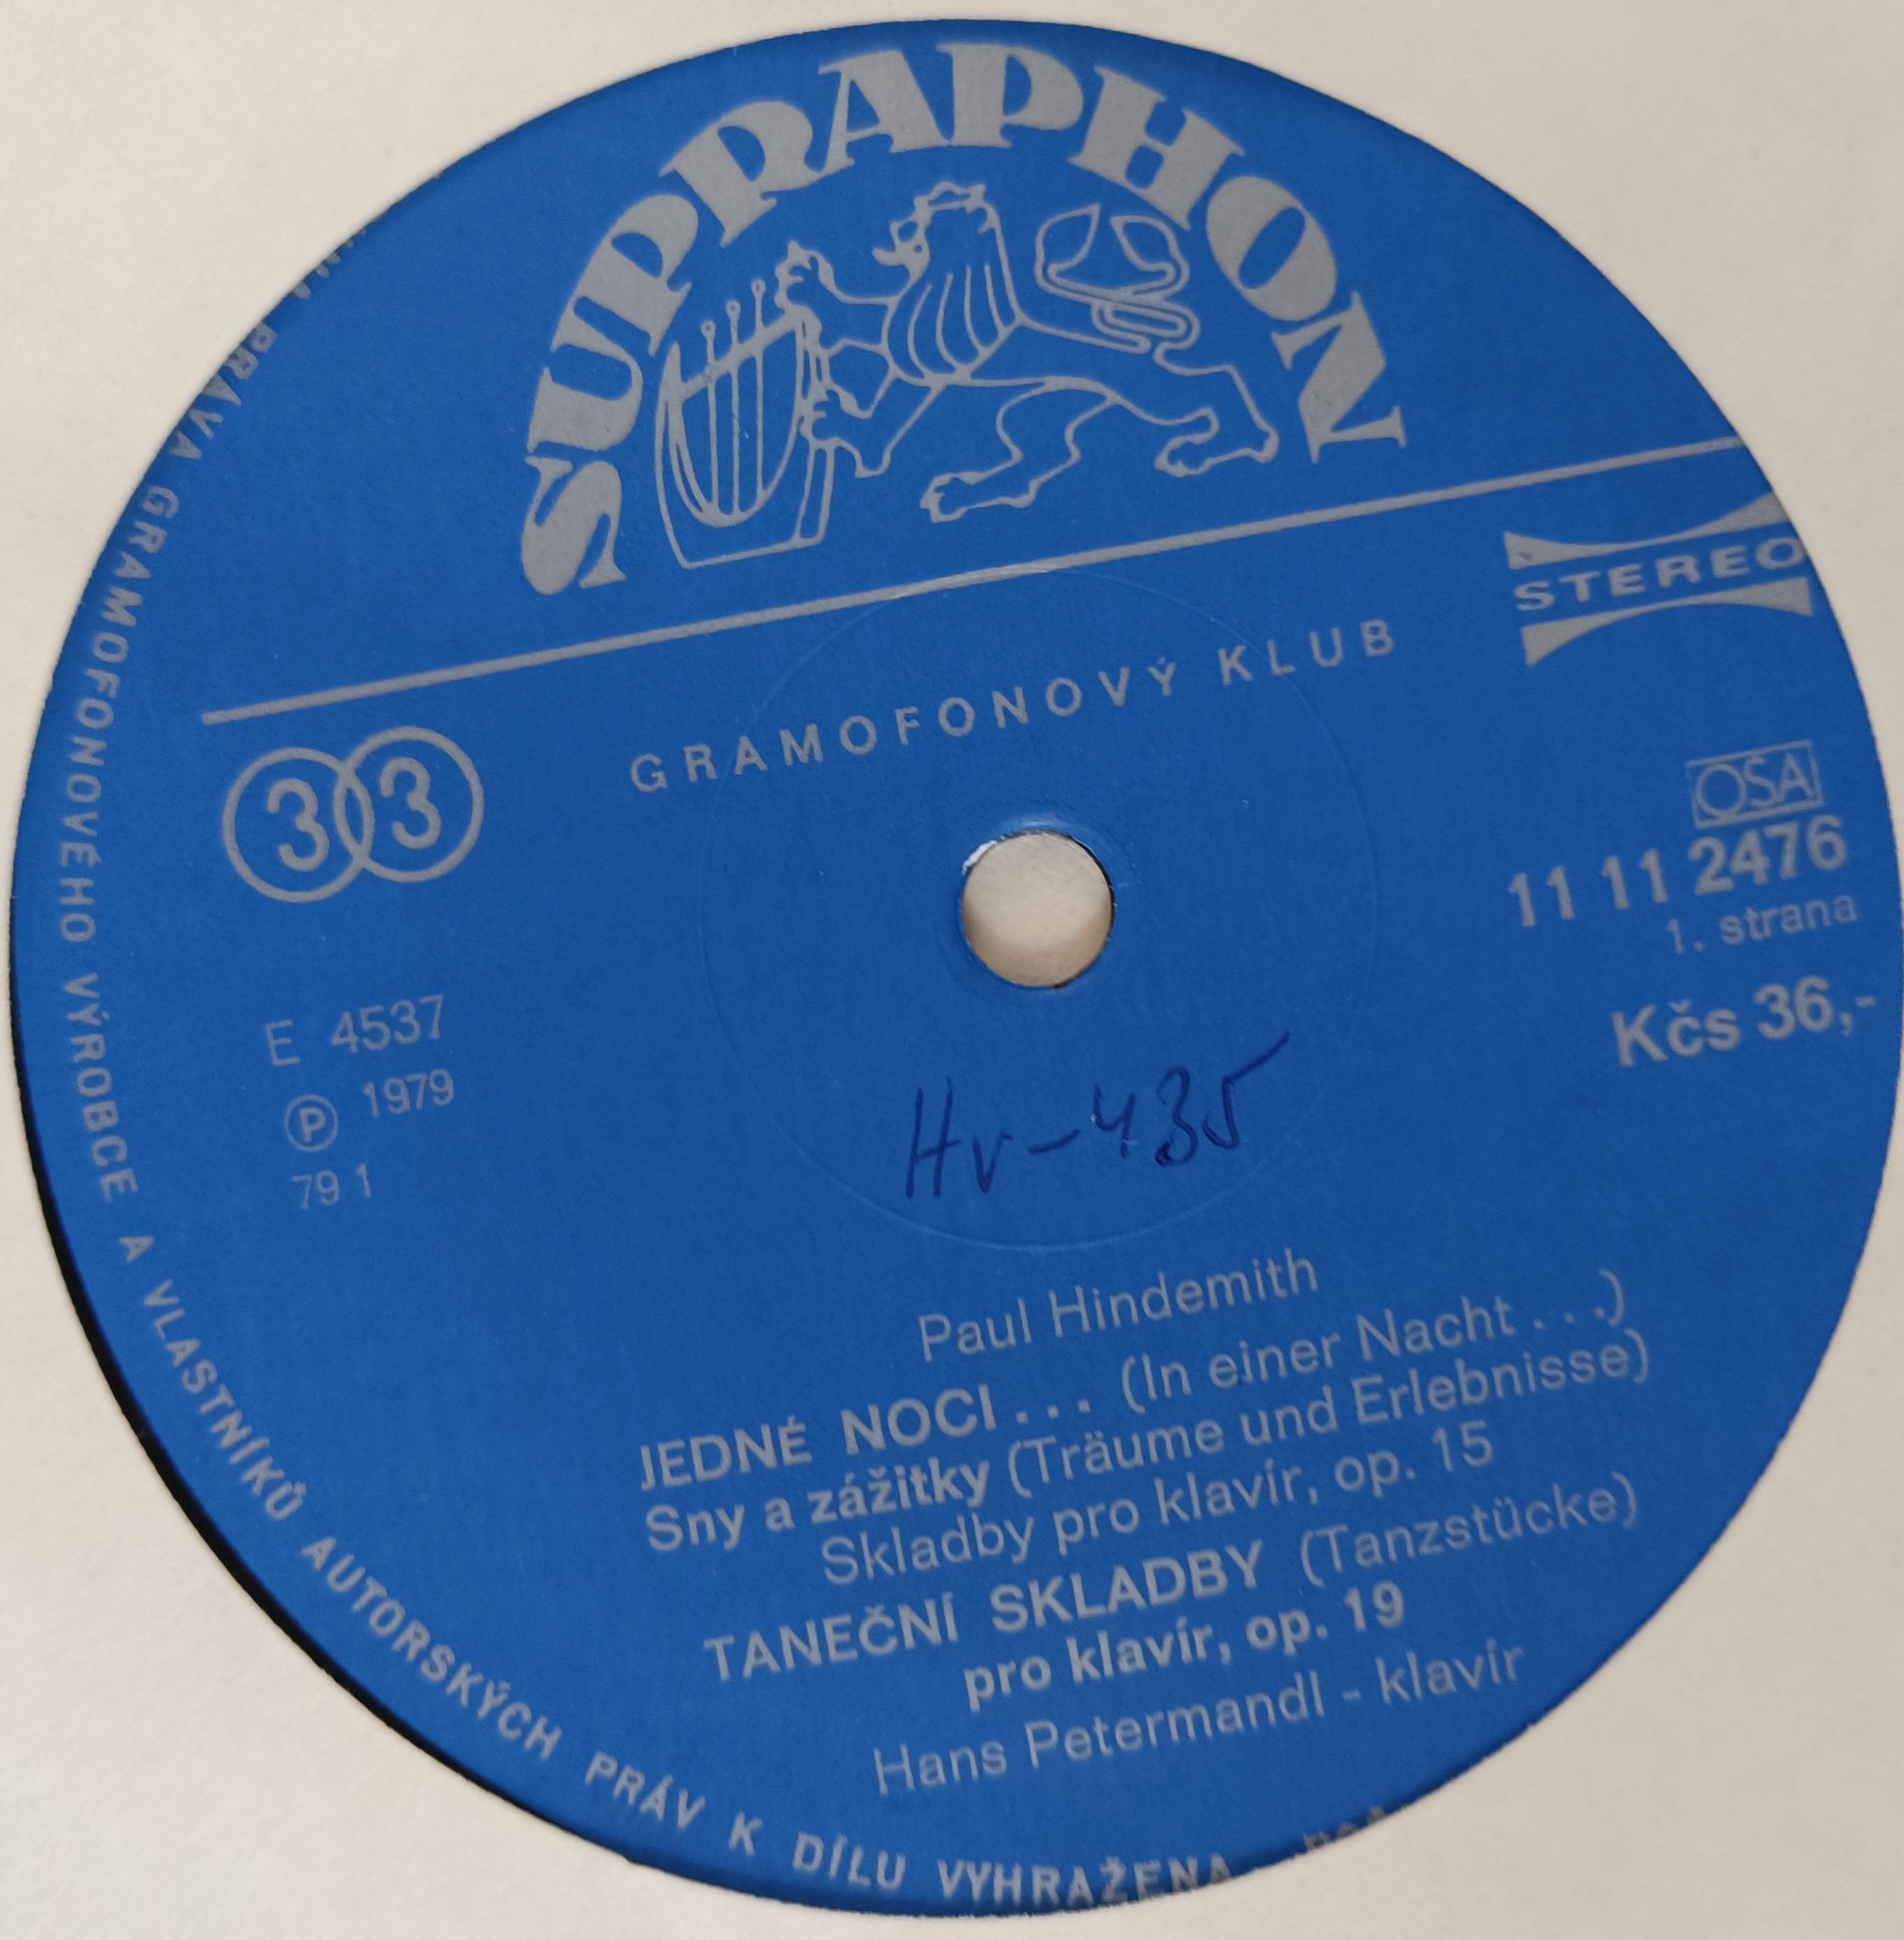 SUPRAPHON
STEREO
GRAMOFONOVÝ KLUB
33
OSA
11 11 2476
1. strana
Kčs 36,-
E 4537
Ⓟ 1979
79 1
Hv-435
Paul Hindemith
JEDNÉ NOCI... (In einer Nacht...)
Sny a zážitky (Träume und Erlebnisse)
Skladby pro klavír, op. 15
TANEČNÍ SKLADBY (Tanzstücke)
pro klavír, op. 19
Hans Petermandl - klavír
PRÁVA GRAMOFONOVÉHO VÝROBCE A VLASTNÍKŮ AUTORSKÝCH PRÁV K DÍLU VYHRAŽENA